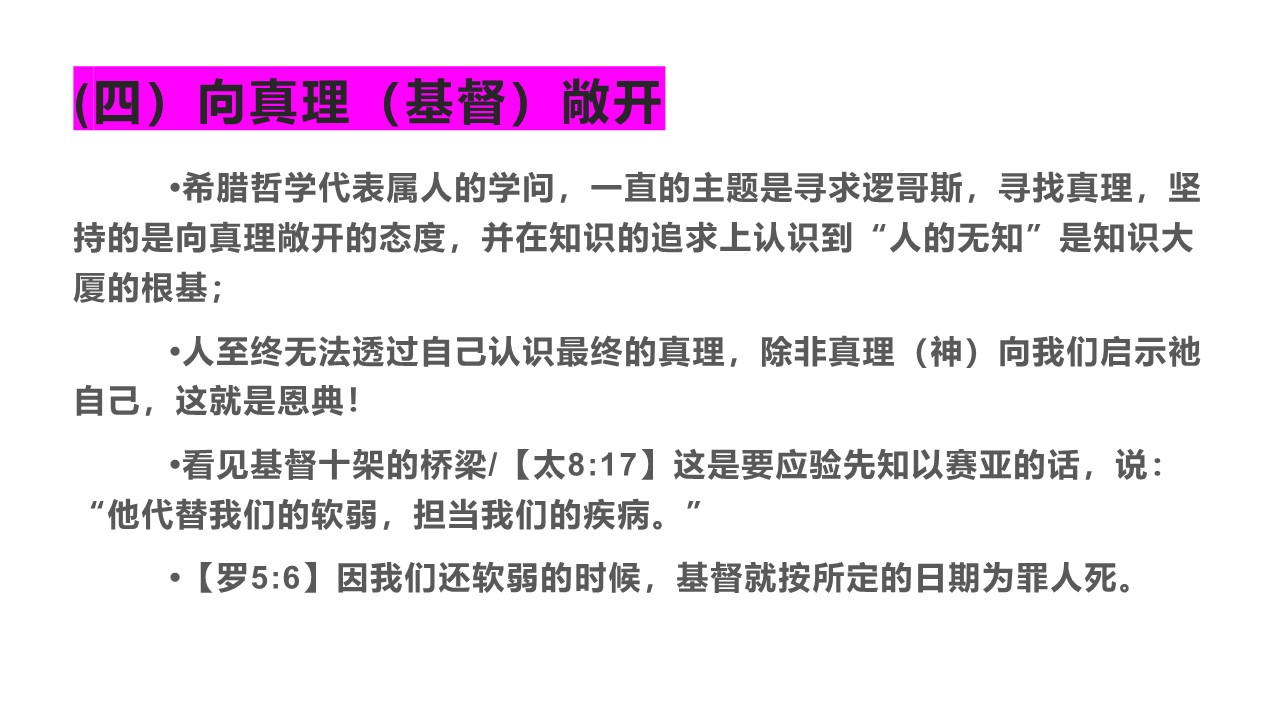 (四）向真理（基督）敞开
•希腊哲学代表属人的学问，一直的主题是寻求逻哥斯，寻找真理，坚
持的是向真理敞开的态度，并在知识的追求上认识到“人的无知”是知识大
厦的根基；
•人至终无法透过自己认识最终的真理，除非真理（神）向我们启示祂
自己，这就是恩典！
•看见基督十架的桥梁/【太8:17】这是要应验先知以赛亚的话，说：
“他代替我们的软弱，担当我们的疾病。”
•【罗5:6】因我们还软弱的时候，基督就按所定的日期为罪人死。